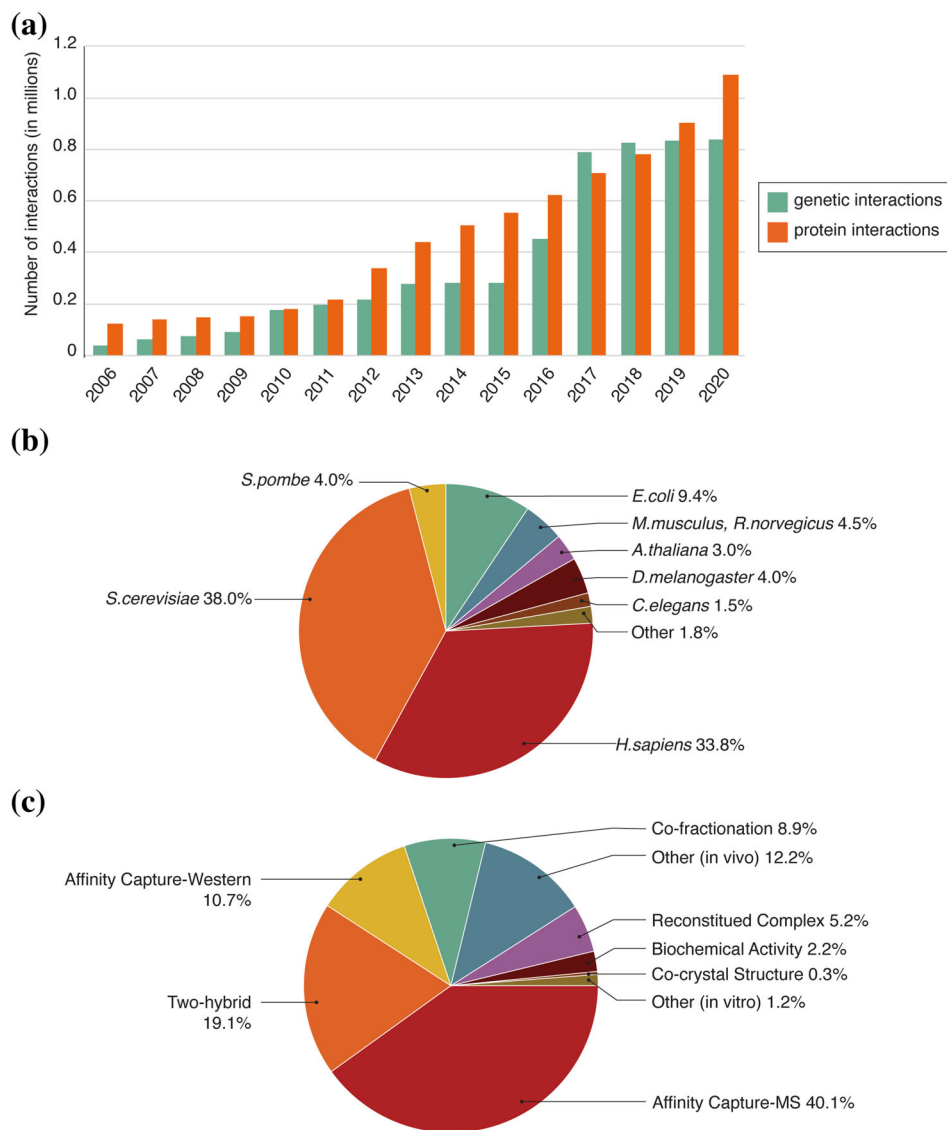 (a)
Number of interactions (in millions)
1.2
1.0
0.8
0.6
0.4
0.2
0
2006
2007
2008
2009
2010
2011
2012
2013
2014
2015
2016
2017
2018
2019
2020
genetic interactions
protein interactions
(b)
S.pombe 4.0%
E.coli 9.4%
M.musculus, R.norvegicus 4.5%
A.thaliana 3.0%
D.melanogaster 4.0%
S.cerevisiae 38.0%
C.elegans 1.5%
Other 1.8%
H.sapiens 33.8%
(c)
Co-fractionation 8.9%
Other (in vivo) 12.2%
Affinity Capture-Western
10.7%
Reconstitued Complex 5.2%
Biochemical Activity 2.2%
Co-crystal Structure 0.3%
Other (in vitro) 1.2%
Two-hybrid
19.1%
Affinity Capture-MS 40.1%